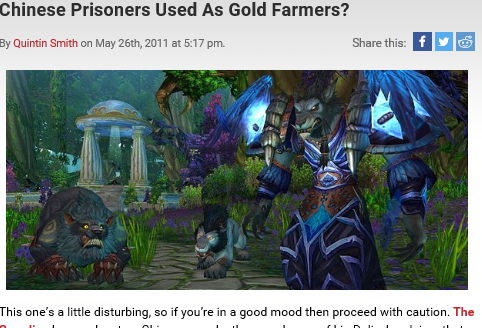 Chinese Prisoners Used As Gold Farmers?
By Quintin Smith on May 26th, 2011 at 5:17 pm.
Share this:
This one's a little disturbing, so if you're in a good mood then proceed with caution. The